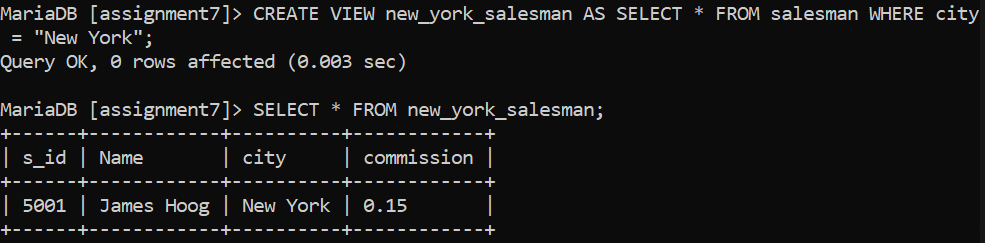 MariaDB [assignment7]> CREATE VIEW new_york_salesman AS SELECT * FROM salesman WHERE city
 = "New York";
Query OK, 0 rows affected (0.003 sec)
MariaDB [assignment7]> SELECT * FROM new_york_salesman;
+------+------------+----------+------------+
| s_id | Name       | city     | commission |
+------+------------+----------+------------+
| 5001 | James Hoog | New York | 0.15       |
+------+------------+----------+------------+